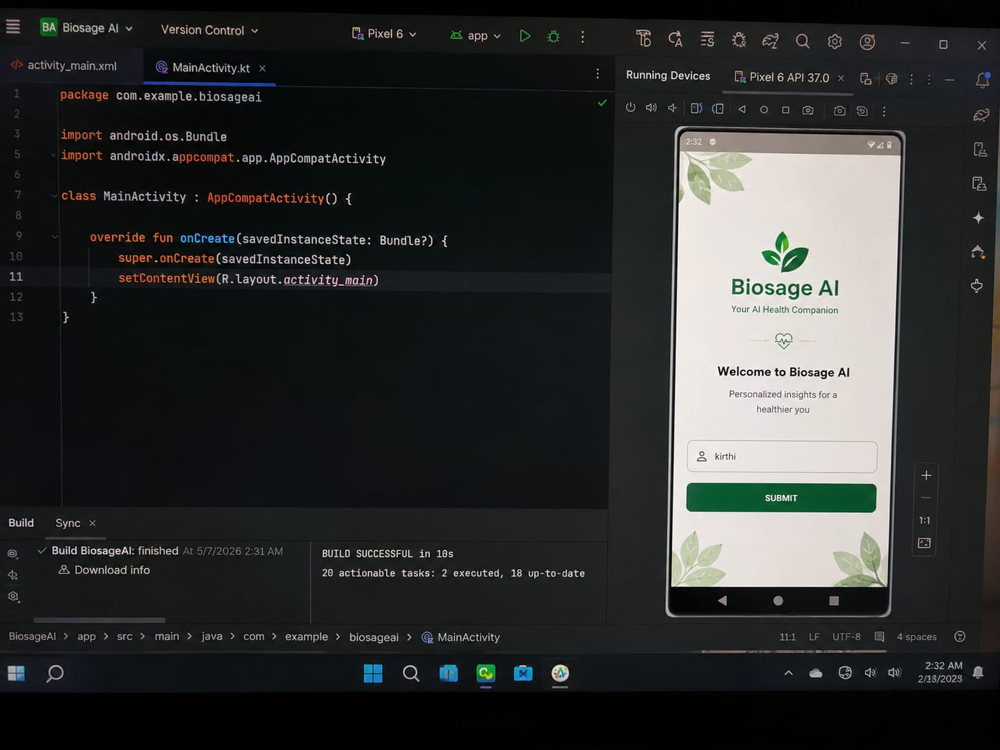 BA Biosage AI
Version Control
Pixel 6
app
activity_main.xml
MainActivity.kt
1 package com.example.biosageai
2
3 import android.os.Bundle
5 import androidx.appcompat.app.AppCompatActivity
6
7 class MainActivity : AppCompatActivity() {
8
9 override fun onCreate(savedInstanceState: Bundle?) {
10 super.onCreate(savedInstanceState)
11 setContentView(R.layout.activity_main)
12 }
13 }
Running Devices
Pixel 6 API 37.0
2:32
Biosage AI
Your AI Health Companion
Welcome to Biosage AI
Personalized insights for a
healthier you
kirthi
SUBMIT
1:1
Build
Sync
Build BiosageAI: finished At 5/7/2026 2:31 AM
Download info
BUILD SUCCESSFUL in 10s
20 actionable tasks: 2 executed, 18 up-to-date
BiosageAI > app > src > main > java > com > example > biosageai > MainActivity
11:1 LF UTF-8 4 spaces
2:32 AM